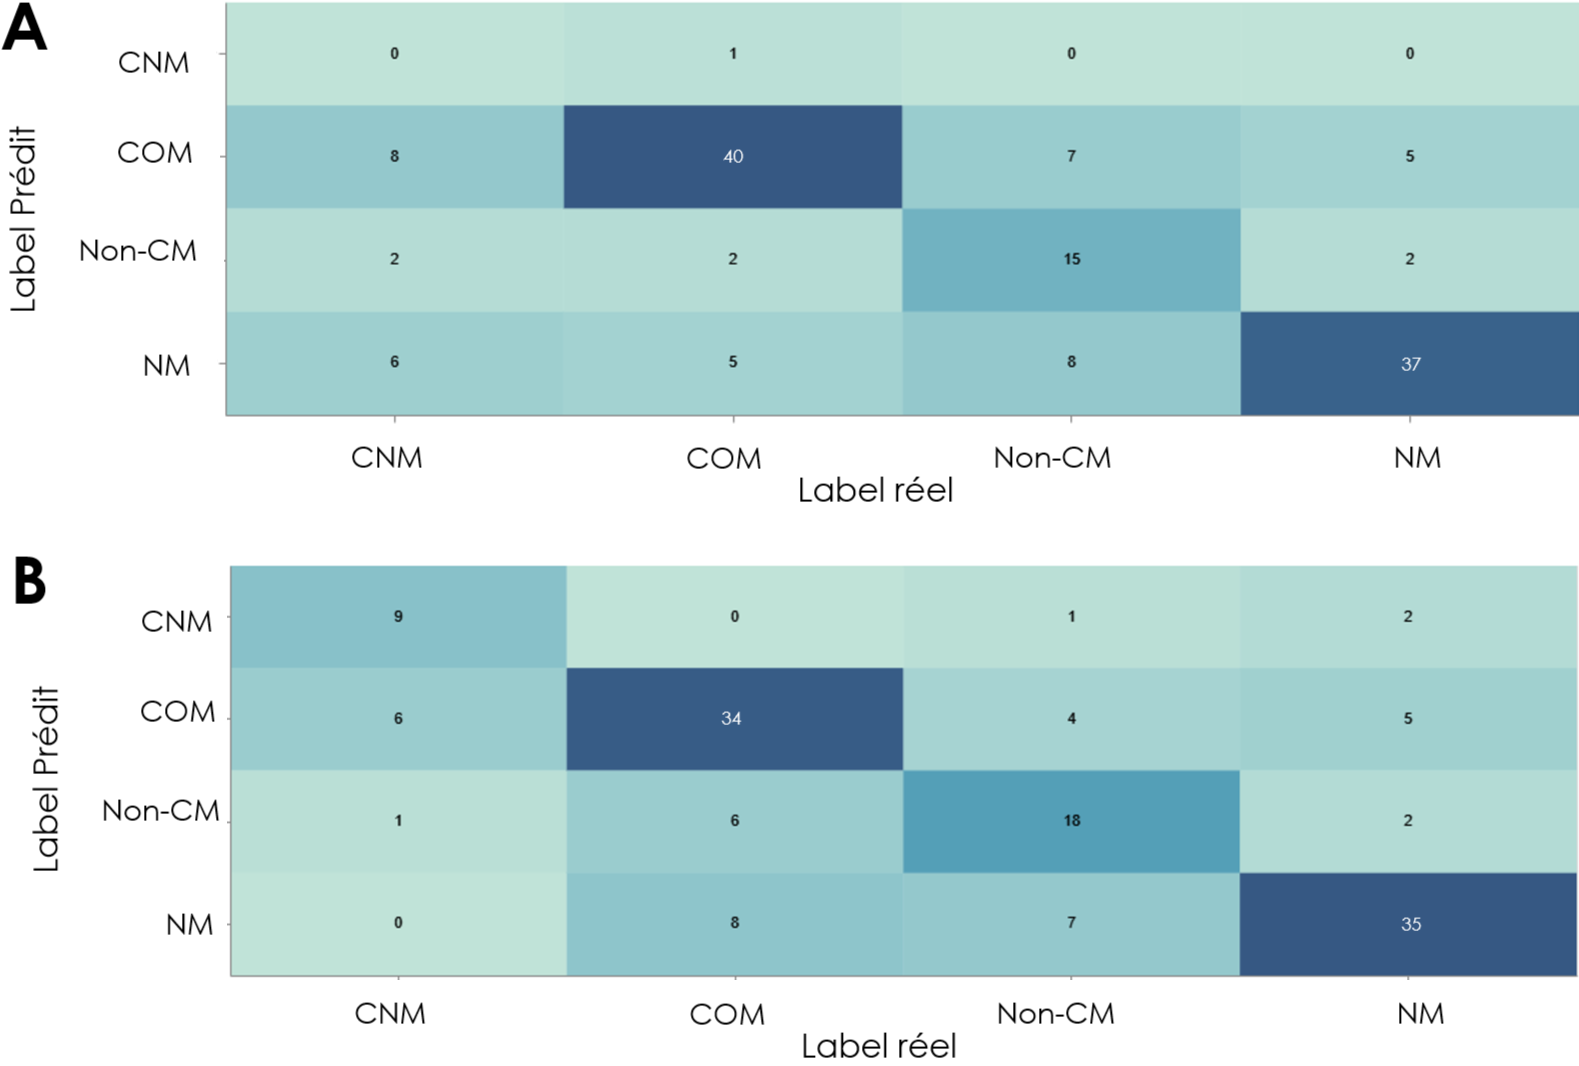 A
Label Prédit
CNM 0 1 0 0
COM 8 40 7 5
Non-CM 2 2 15 2
NM 6 5 8 37
CNM COM Non-CM NM
Label réel
B
Label Prédit
CNM 9 0 1 2
COM 6 34 4 5
Non-CM 1 6 18 2
NM 0 8 7 35
CNM COM Non-CM NM
Label réel